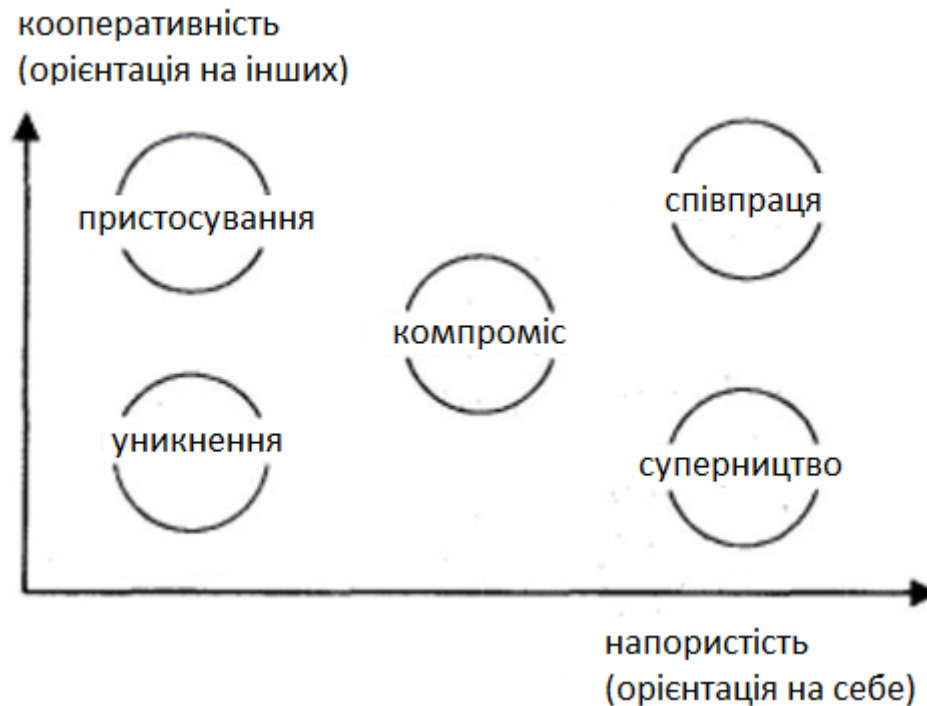 кооперативність
(орієнтація на інших)
пристосування
співпраця
компроміс
уникнення
суперництво
напористість
(орієнтація на себе)